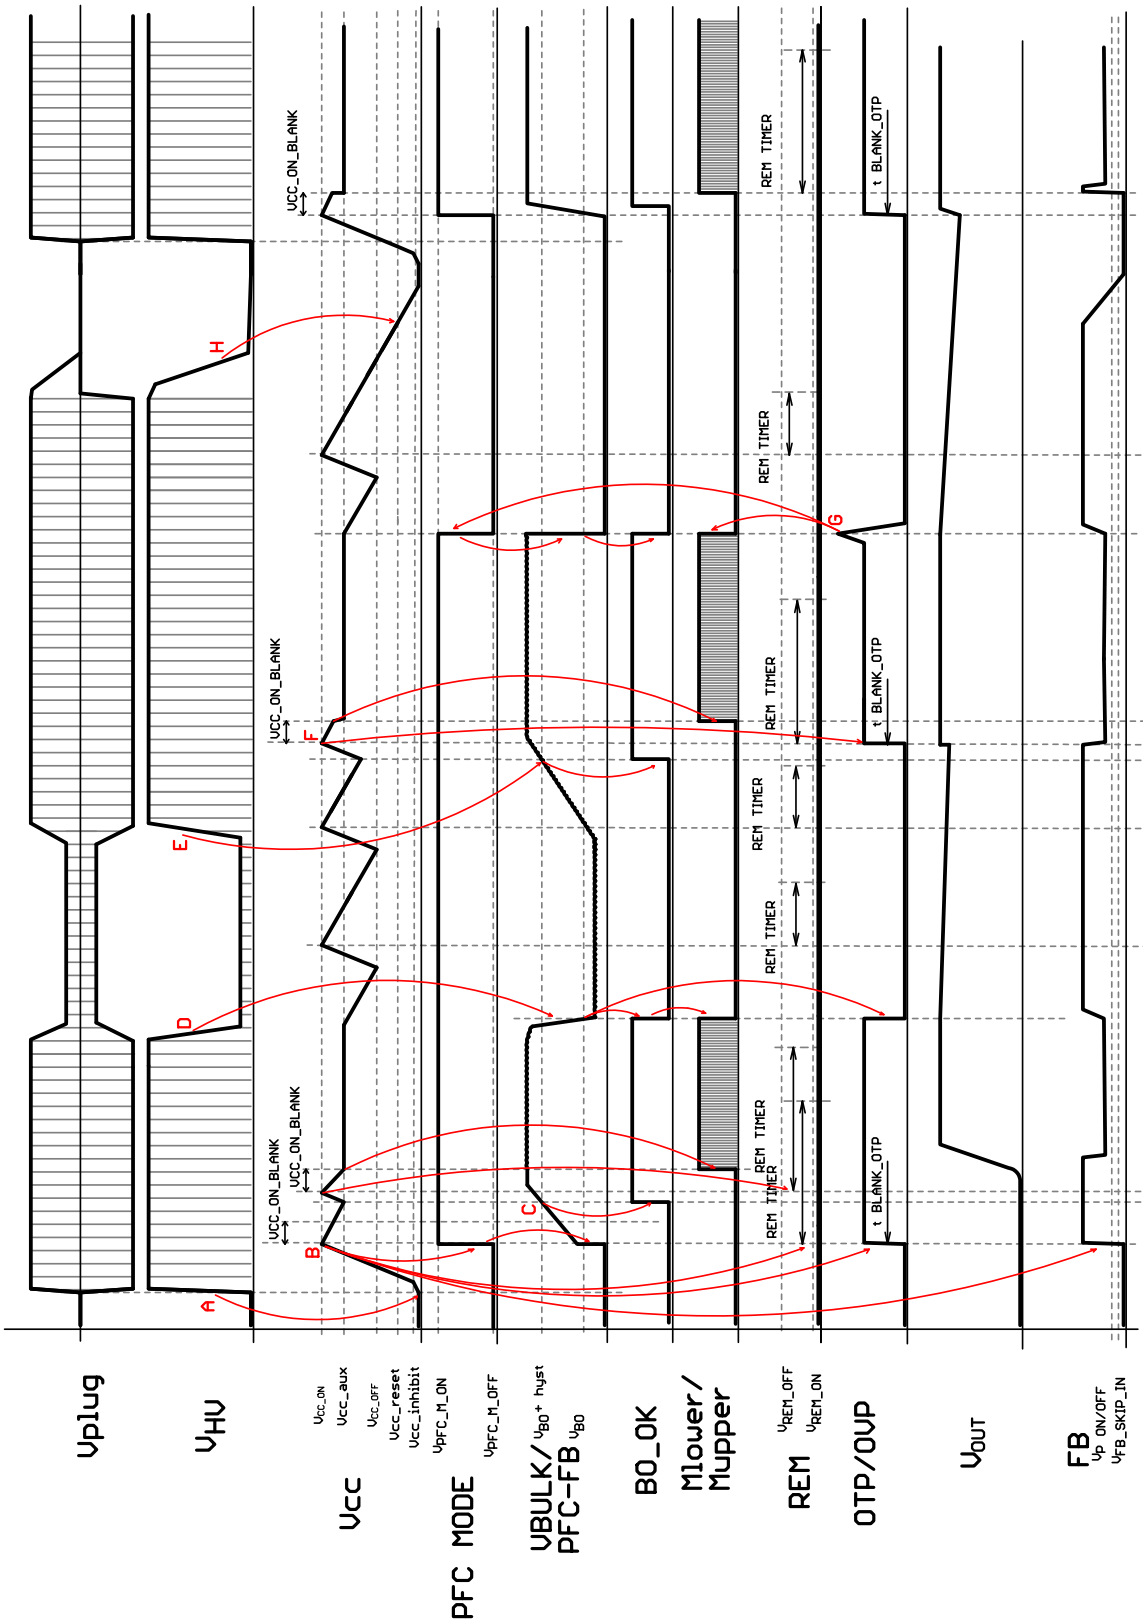 Vplug
VHV
VCC_ON
Vcc_aux
VCC_OFF
Vcc_reset
Vcc_inhibit
Vcc
VPFC_M_ON
VPFC_M_OFF
PFC MODE
VBULK/
PFC-FB
VBO+ hyst
VBO
BO_OK
Mlower/
Mupper
VREM_OFF
VREM_ON
REM
OTP/OVP
VOUT
FB
VP ON/OFF
VFB_SKIP_IN
A
B
C
D
E
F
G
H
VCC_ON_BLANK
VCC_ON_BLANK
VCC_ON_BLANK
VCC_ON_BLANK
REM TIMER
REM TIMER
REM TIMER
REM TIMER
REM TIMER
REM TIMER
REM TIMER
t BLANK_OTP
t BLANK_OTP
t BLANK_OTP